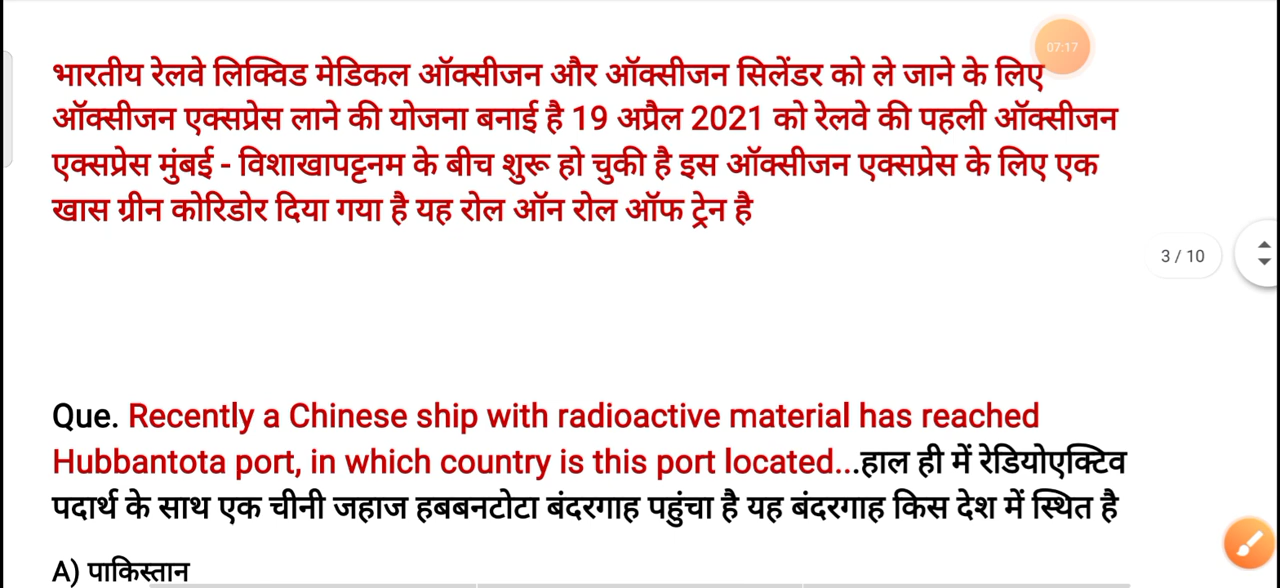 07:17
भारतीय रेलवे लिक्विड मेडिकल ऑक्सीजन और ऑक्सीजन सिलेंडर को ले जाने के लिए
ऑक्सीजन एक्सप्रेस लाने की योजना बनाई है 19 अप्रैल 2021 को रेलवे की पहली ऑक्सीजन
एक्सप्रेस मुंबई - विशाखापट्टनम के बीच शुरू हो चुकी है इस ऑक्सीजन एक्सप्रेस के लिए एक
खास ग्रीन कोरिडोर दिया गया है यह रोल ऑन रोल ऑफ ट्रेन है
3 / 10
Que. Recently a Chinese ship with radioactive material has reached
Hubbantota port, in which country is this port located...हाल ही में रेडियोएक्टिव
पदार्थ के साथ एक चीनी जहाज हबबनटोटा बंदरगाह पहुंचा है यह बंदरगाह किस देश में स्थित है
A) पाकिस्तान